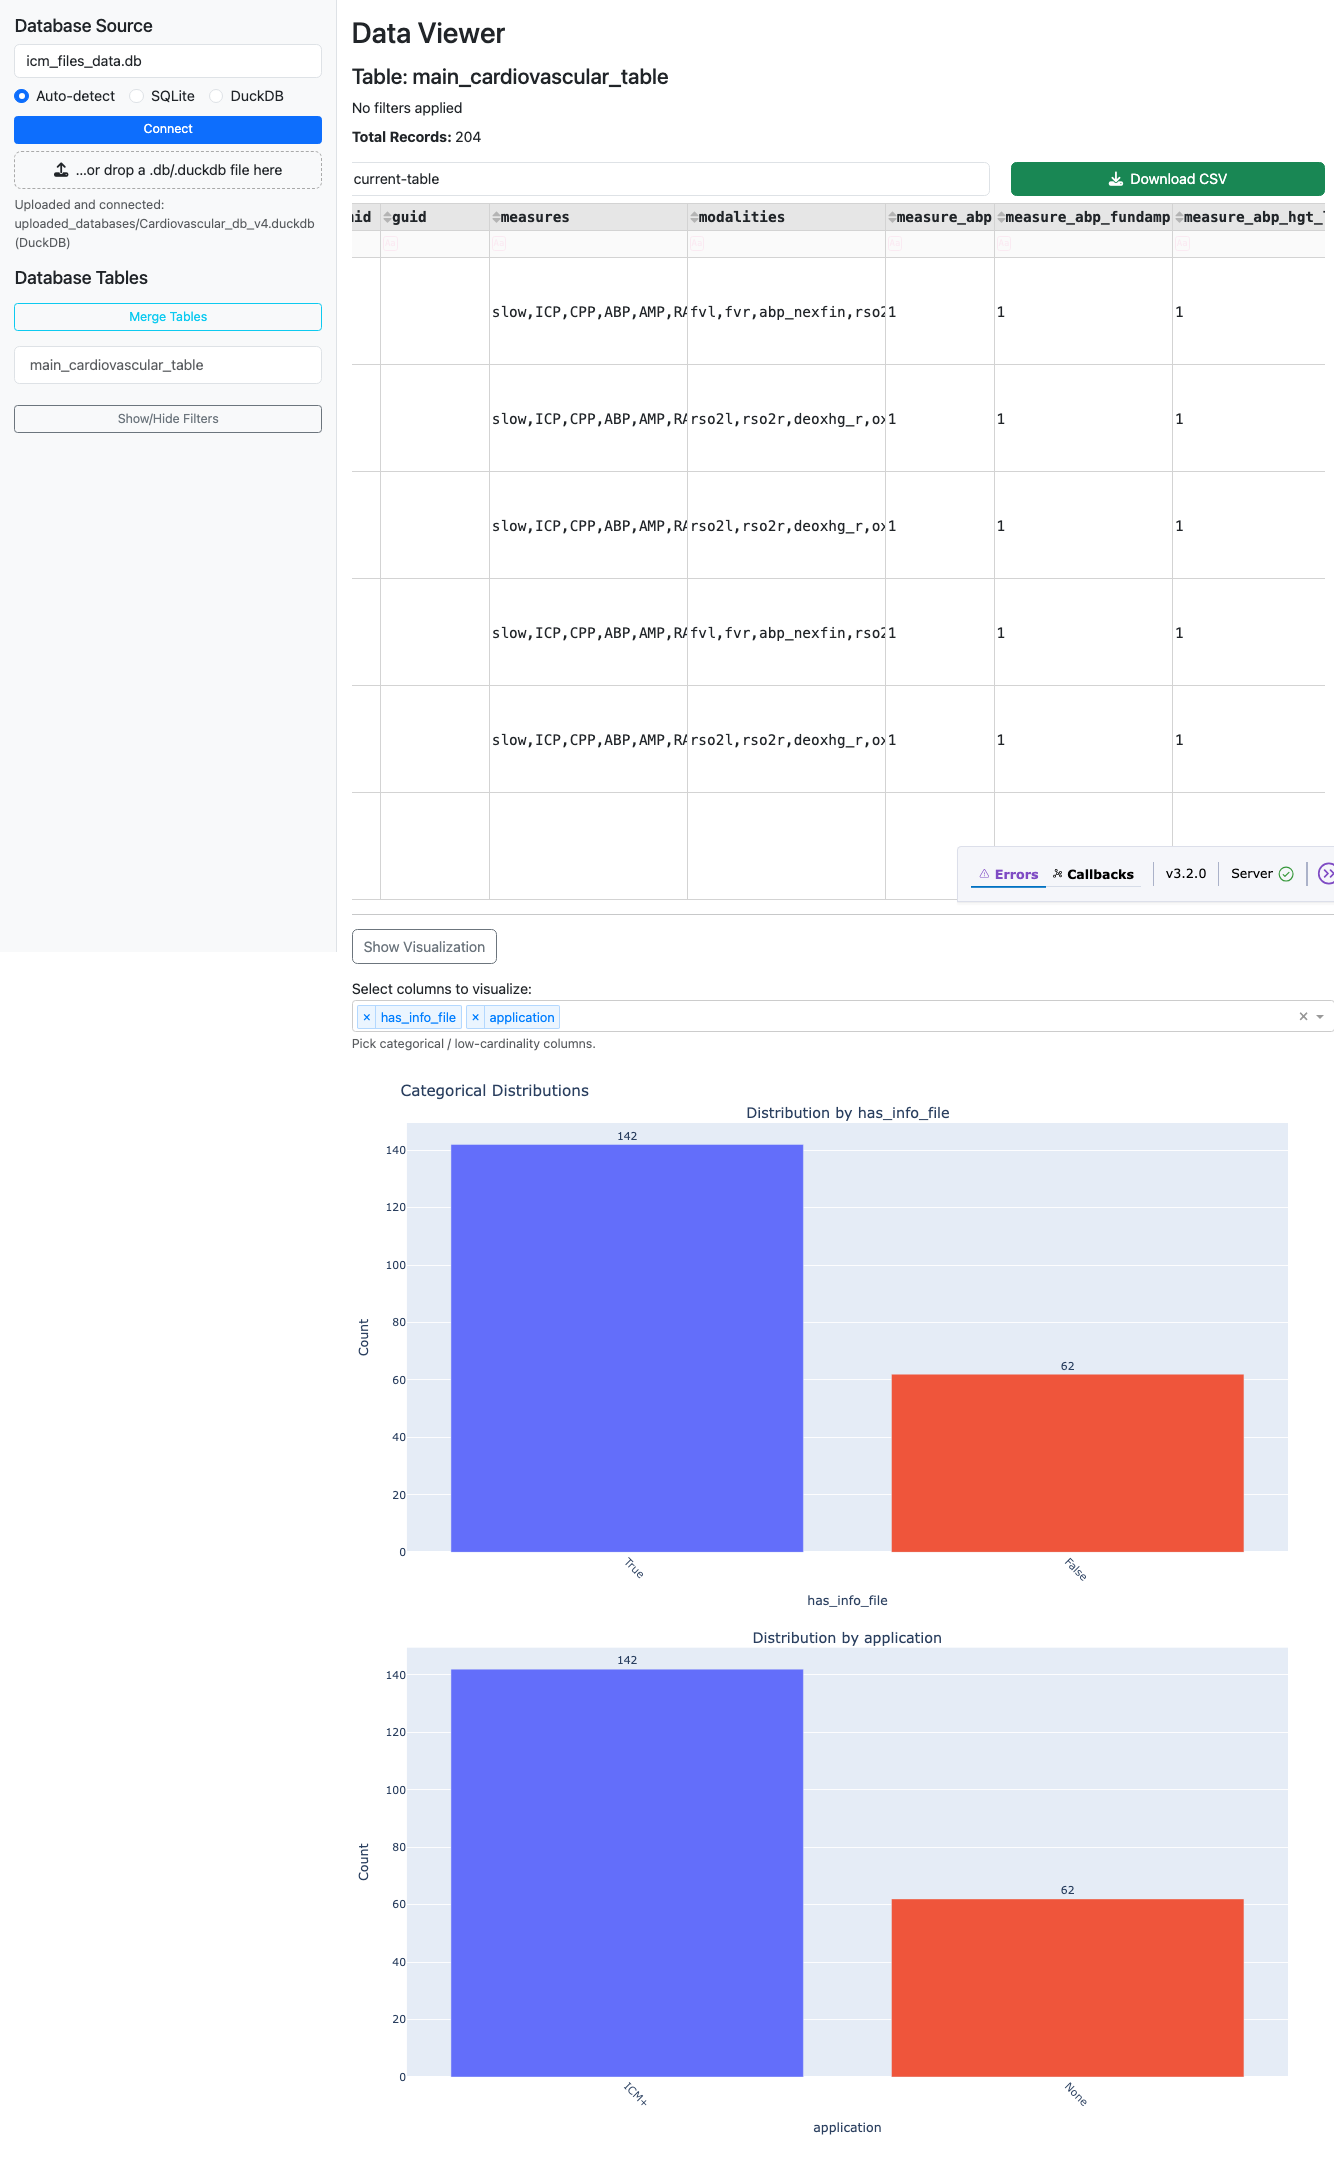 Database Source
icm_files_data.db
Auto-detect SQLite DuckDB
Connect
...or drop a .db/.duckdb file here
Uploaded and connected:
uploaded_databases/Cardiovascular_db_v4.duckdb
(DuckDB)
Database Tables
Merge Tables
main_cardiovascular_table
Show/Hide Filters
Data Viewer
Table: main_cardiovascular_table
No filters applied
Total Records: 204
current-table
Download CSV
guid measures modalities measure_abp measure_abp_fundamp measure_abp_hgt_
slow,ICP,CPP,ABP,AMP,RA fvl,fvr,abp_nexfin,rso2 1 1 1
slow,ICP,CPP,ABP,AMP,RA rso2l,rso2r,deoxhg_r,ox 1 1 1
slow,ICP,CPP,ABP,AMP,RA rso2l,rso2r,deoxhg_r,ox 1 1 1
slow,ICP,CPP,ABP,AMP,RA fvl,fvr,abp_nexfin,rso2 1 1 1
slow,ICP,CPP,ABP,AMP,RA rso2l,rso2r,deoxhg_r,ox 1 1 1
Errors Callbacks v3.2.0 Server
Show Visualization
Select columns to visualize:
× has_info_file × application ×
Pick categorical / low-cardinality columns.
Categorical Distributions
Distribution by has_info_file
142
140
120
100
80
Count
62
60
40
20
0
True
False
has_info_file
Distribution by application
142
140
120
100
80
Count
62
60
40
20
0
ICM+
None
application